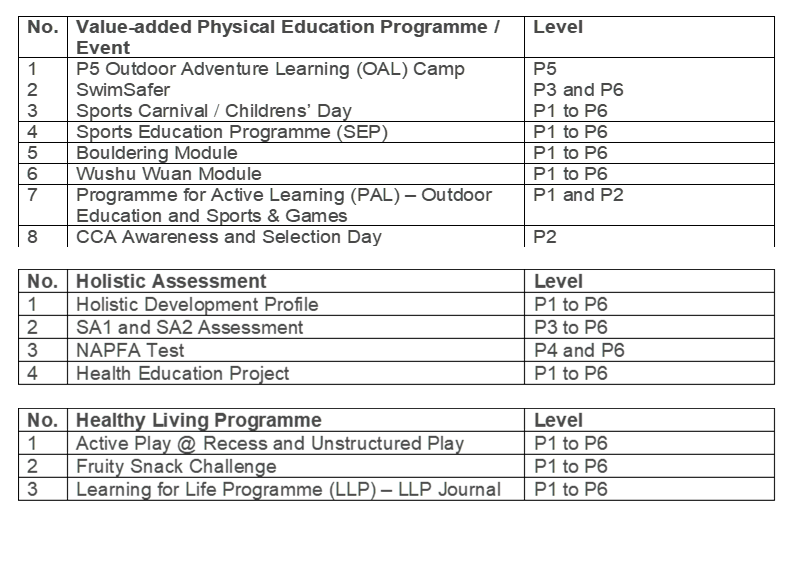 No. Value-added Physical Education Programme / Level
Event
1 P5 Outdoor Adventure Learning (OAL) Camp P5
2 SwimSafer P3 and P6
3 Sports Carnival / Childrens’ Day P1 to P6
4 Sports Education Programme (SEP) P1 to P6
5 Bouldering Module P1 to P6
6 Wushu Wuan Module P1 to P6
7 Programme for Active Learning (PAL) – Outdoor P1 and P2
Education and Sports & Games
8 CCA Awareness and Selection Day P2
No. Holistic Assessment Level
1 Holistic Development Profile P1 to P6
2 SA1 and SA2 Assessment P3 to P6
3 NAPFA Test P4 and P6
4 Health Education Project P1 to P6
No. Healthy Living Programme Level
1 Active Play @ Recess and Unstructured Play P1 to P6
2 Fruity Snack Challenge P1 to P6
3 Learning for Life Programme (LLP) – LLP Journal P1 to P6